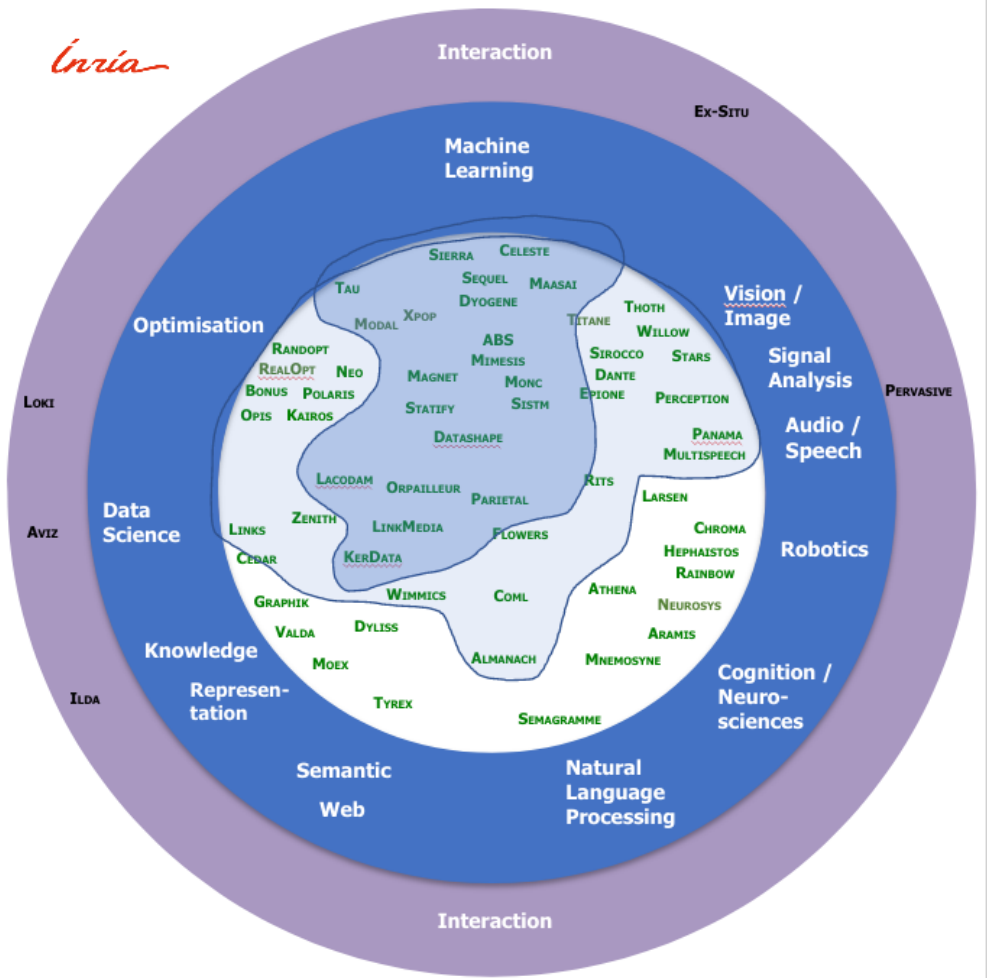 Inria
Interaction
Ex-Situ
Machine
Learning
Sierra
Celeste
Tau
Sequel
Maasai
Dyogene
Modal
Xpop
Titane
Thoth
Willow
Vision /
Image
Optimisation
ABS
Mimesis
Sirocco
Stars
Signal
Analysis
Randopt
RealOpt
Neo
Magnet
Monc
Dante
Bonus
Polaris
Epione
Perception
Pervasive
Loki
Opis
Kairos
Statify
Sistm
Audio /
Speech
Datashape
Panama
Multispeech
Lacodam
Orpailleur
Parietal
Rits
Larsen
Data
Science
Aviz
Links
Zenith
LinkMedia
Flowers
Chroma
Robotics
Cedar
KerData
Hephaistos
Rainbow
Graphik
Wimmics
Coml
Athena
Neurosys
Valda
Dyliss
Aramis
Knowledge
Represen-
tation
Moex
Almanach
Mnemosyne
Cognition /
Neuro-
sciences
Ilda
Tyrex
Semagramme
Semantic
Web
Natural
Language
Processing
Interaction